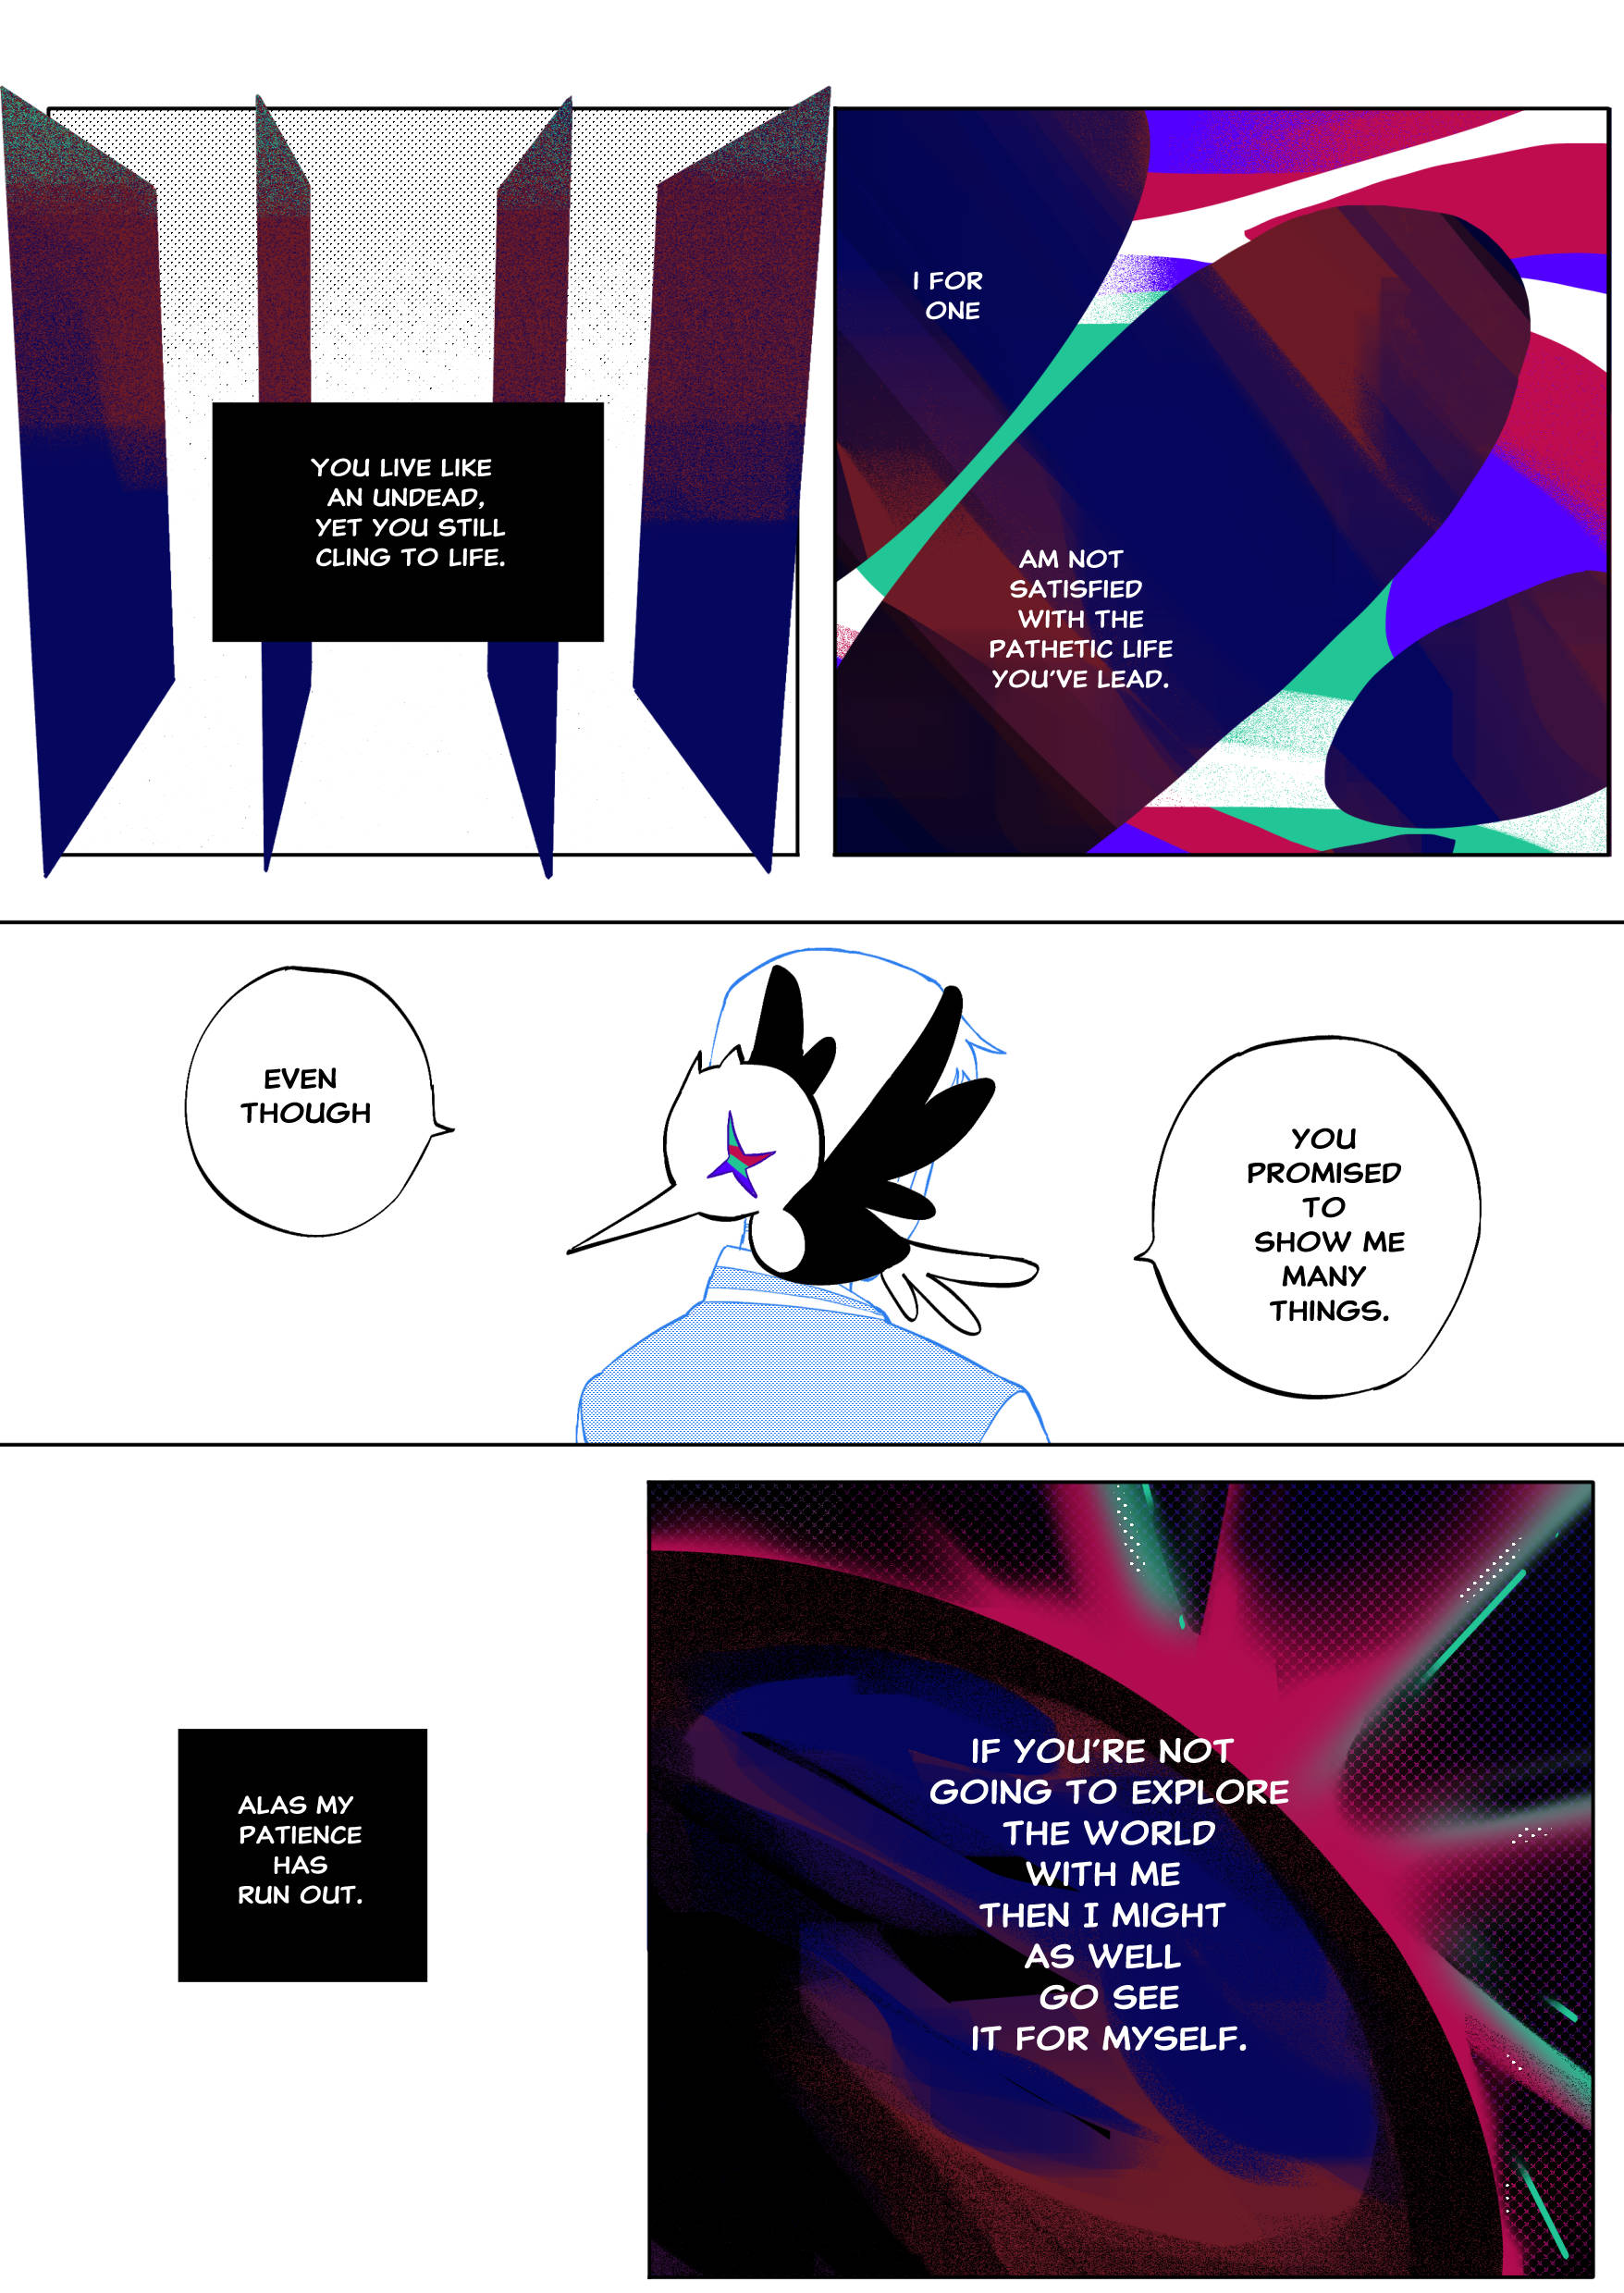 YOU LIVE LIKE
AN UNDEAD,
YET YOU STILL
CLING TO LIFE.
I FOR
ONE
AM NOT
SATISFIED
WITH THE
PATHETIC LIFE
YOU'VE LEAD.
EVEN
THOUGH
YOU
PROMISED
TO
SHOW ME
MANY
THINGS.
ALAS MY
PATIENCE
HAS
RUN OUT.
IF YOU'RE NOT
GOING TO EXPLORE
THE WORLD
WITH ME
THEN I MIGHT
AS WELL
GO SEE
IT FOR MYSELF.